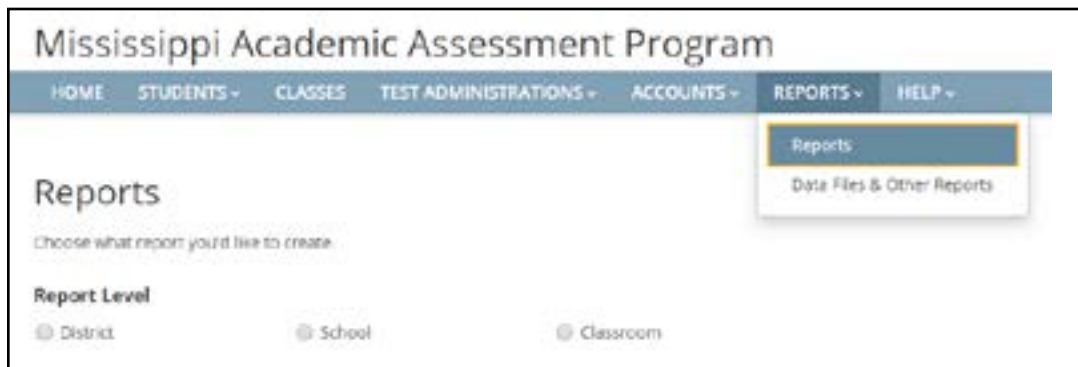 Mississippi Academic Assessment Program
HOME STUDENTS CLASSES TEST ADMINISTRATIONS ACCOUNTS REPORTS HELP
Reports
Data Files & Other Reports
Reports
Choose what report you'd like to create
Report Level
District School Classroom